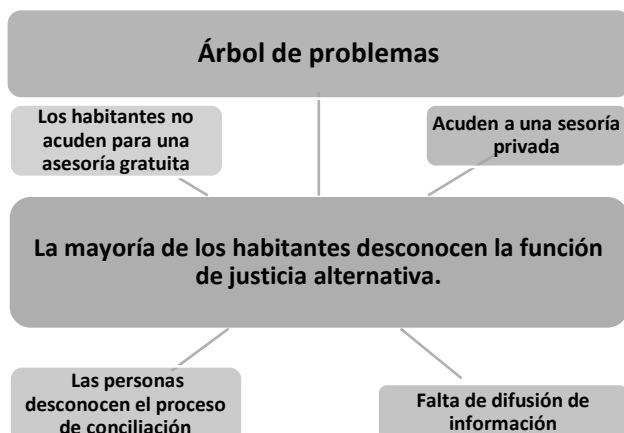 Árbol de problemas
Los habitantes no
acuden para una
asesoría gratuita
Acuden a una sesoría
privada
La mayoría de los habitantes desconocen la función
de justicia alternativa.
Las personas
desconocen el proceso
de conciliación
Falta de difusión de
información